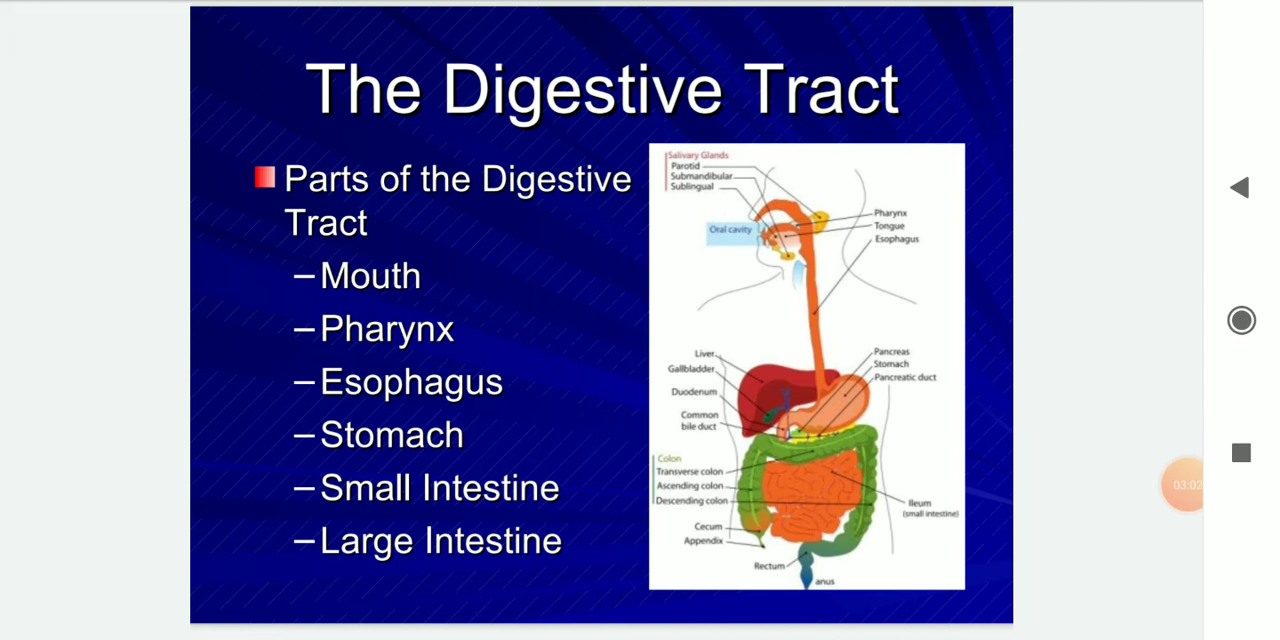 The Digestive Tract
Parts of the Digestive
Tract
–Mouth
–Pharynx
–Esophagus
–Stomach
–Small Intestine
–Large Intestine
Salivary Glands
Parotid
Submandibular
Sublingual
Oral cavity
Pharynx
Tongue
Esophagus
Liver
Gallbladder
Duodenum
Common
bile duct
Pancreas
Stomach
Pancreatic duct
Colon
Transverse colon
Ascending colon
Descending colon
Cecum
Appendix
Ileum
(small intestine)
Rectum
anus
03:02